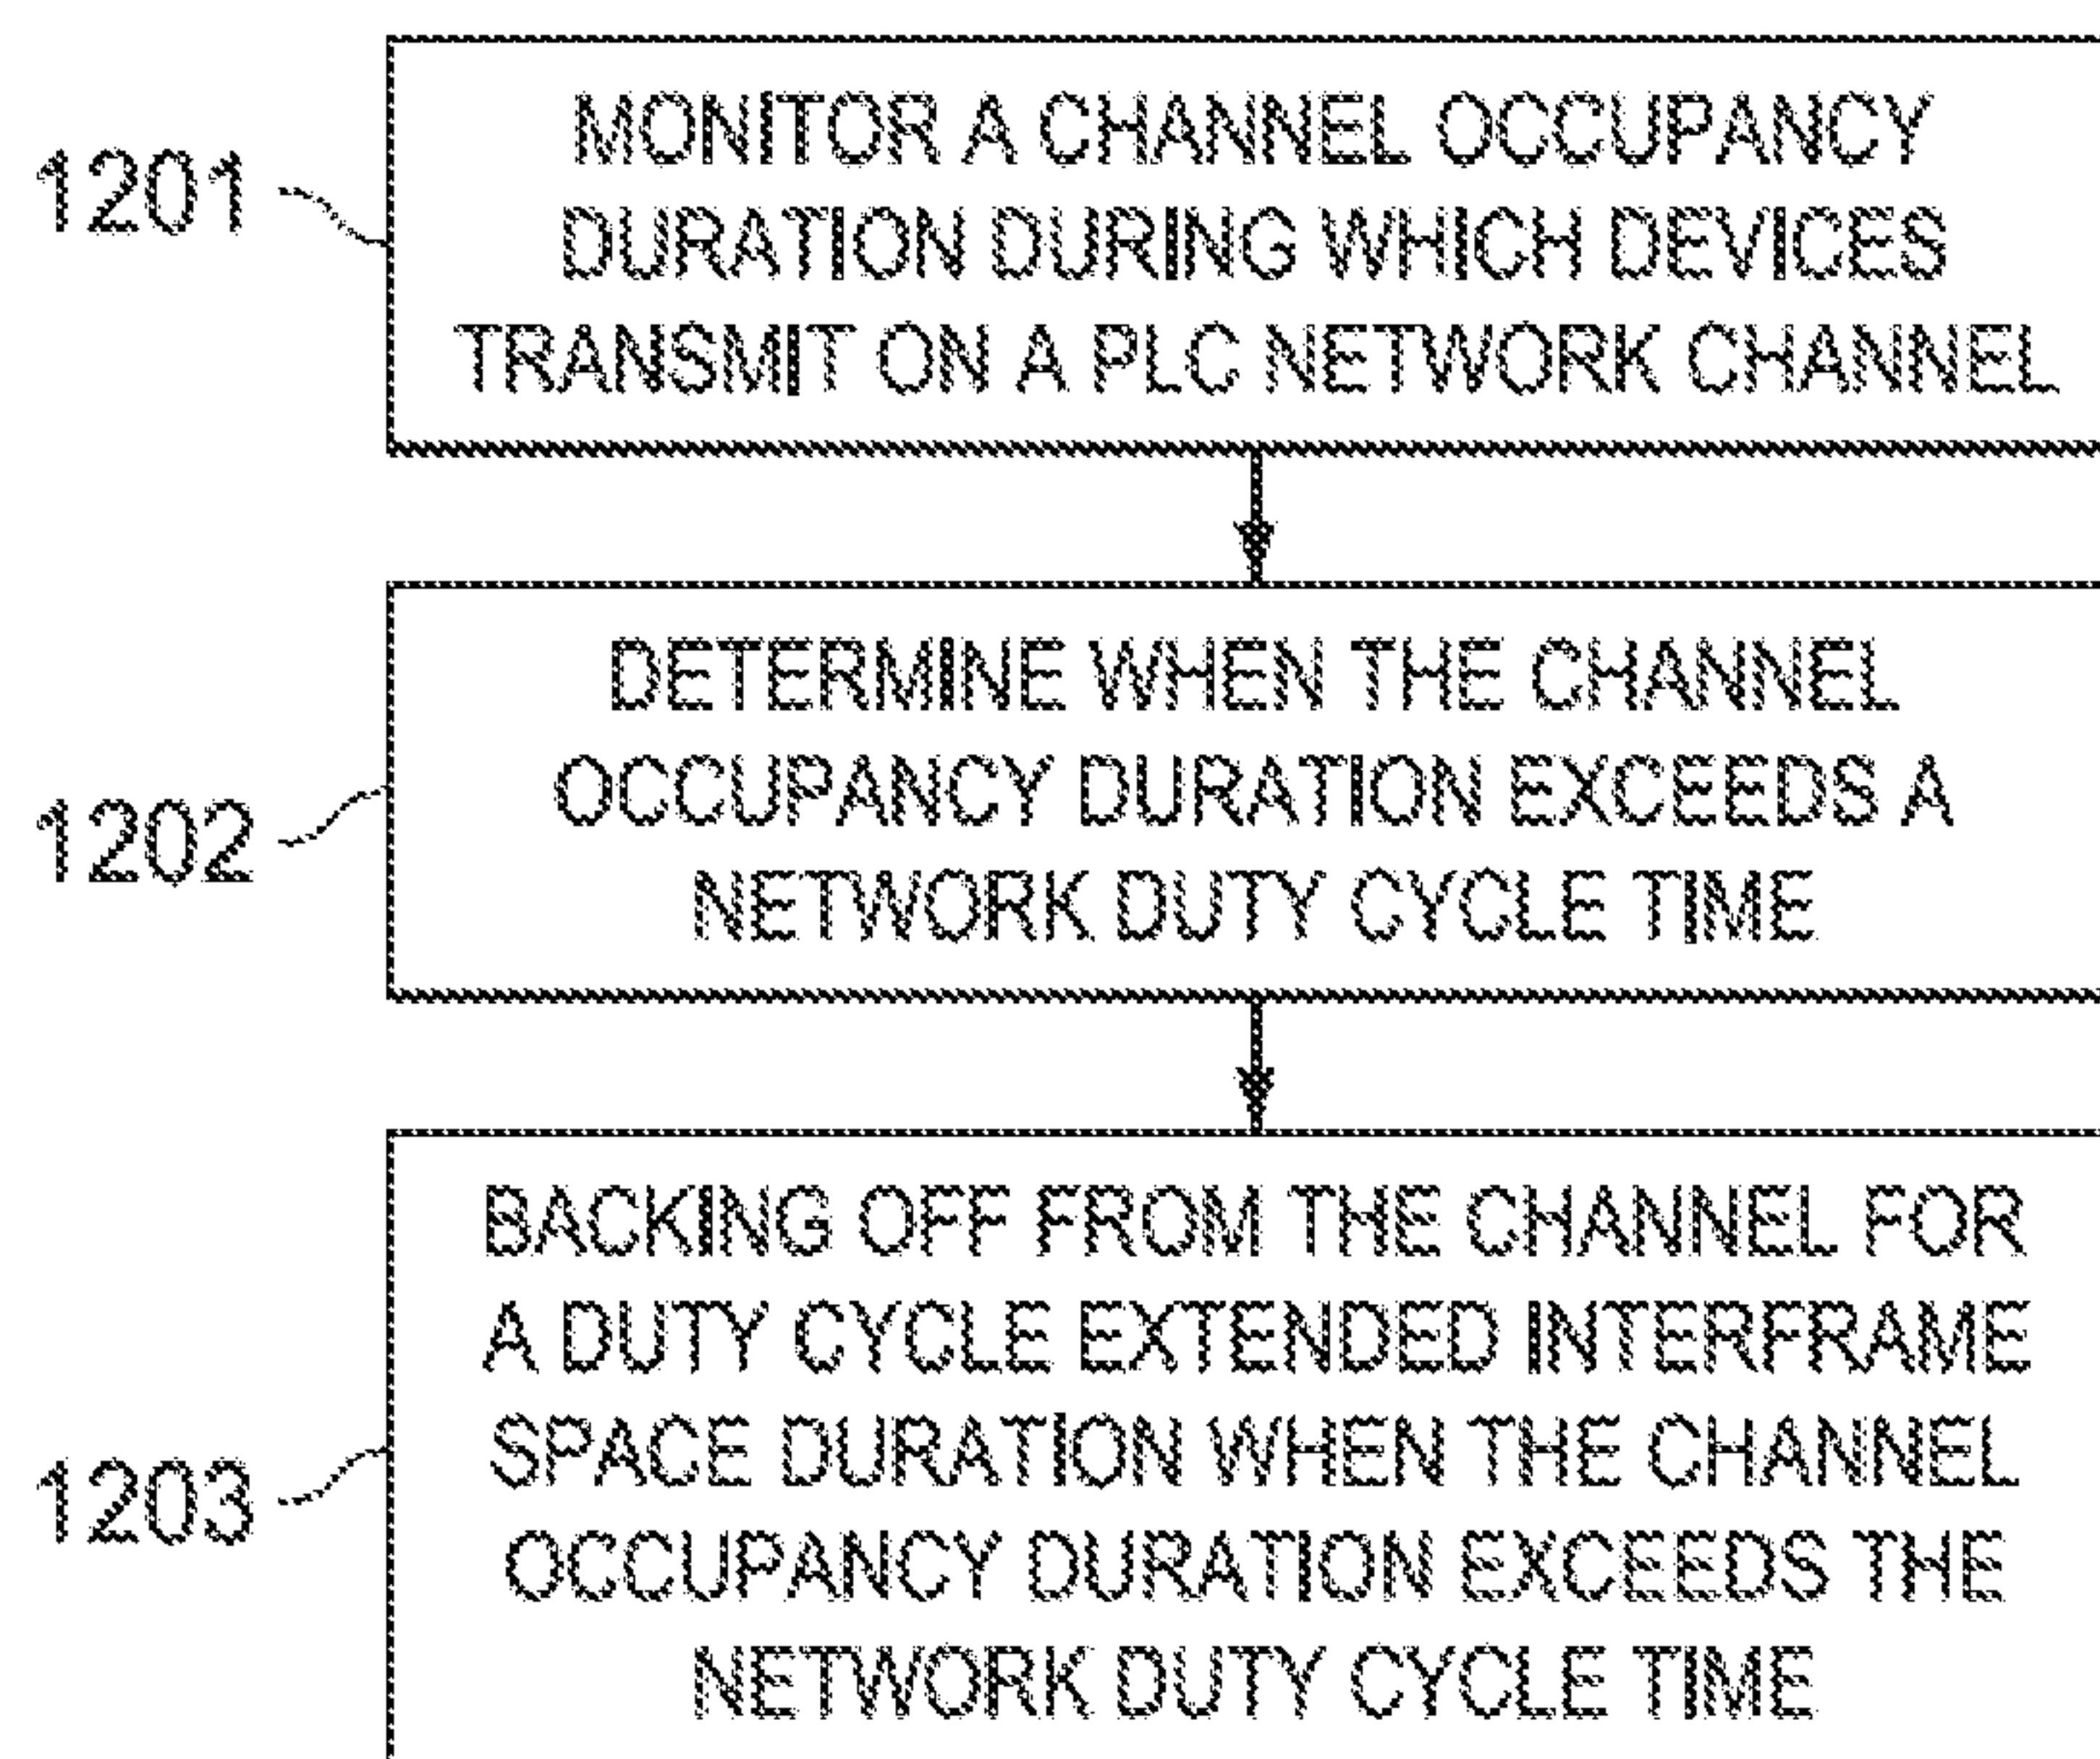 1201
MONITOR A CHANNEL OCCUPANCY
DURATION DURING WHICH DEVICES
TRANSMIT ON A PLC NETWORK CHANNEL
1202
DETERMINE WHEN THE CHANNEL
OCCUPANCY DURATION EXCEEDS A
NETWORK DUTY CYCLE TIME
1203
BACKING OFF FROM THE CHANNEL FOR
A DUTY CYCLE EXTENDED INTERFRAME
SPACE DURATION WHEN THE CHANNEL
OCCUPANCY DURATION EXCEEDS THE
NETWORK DUTY CYCLE TIME